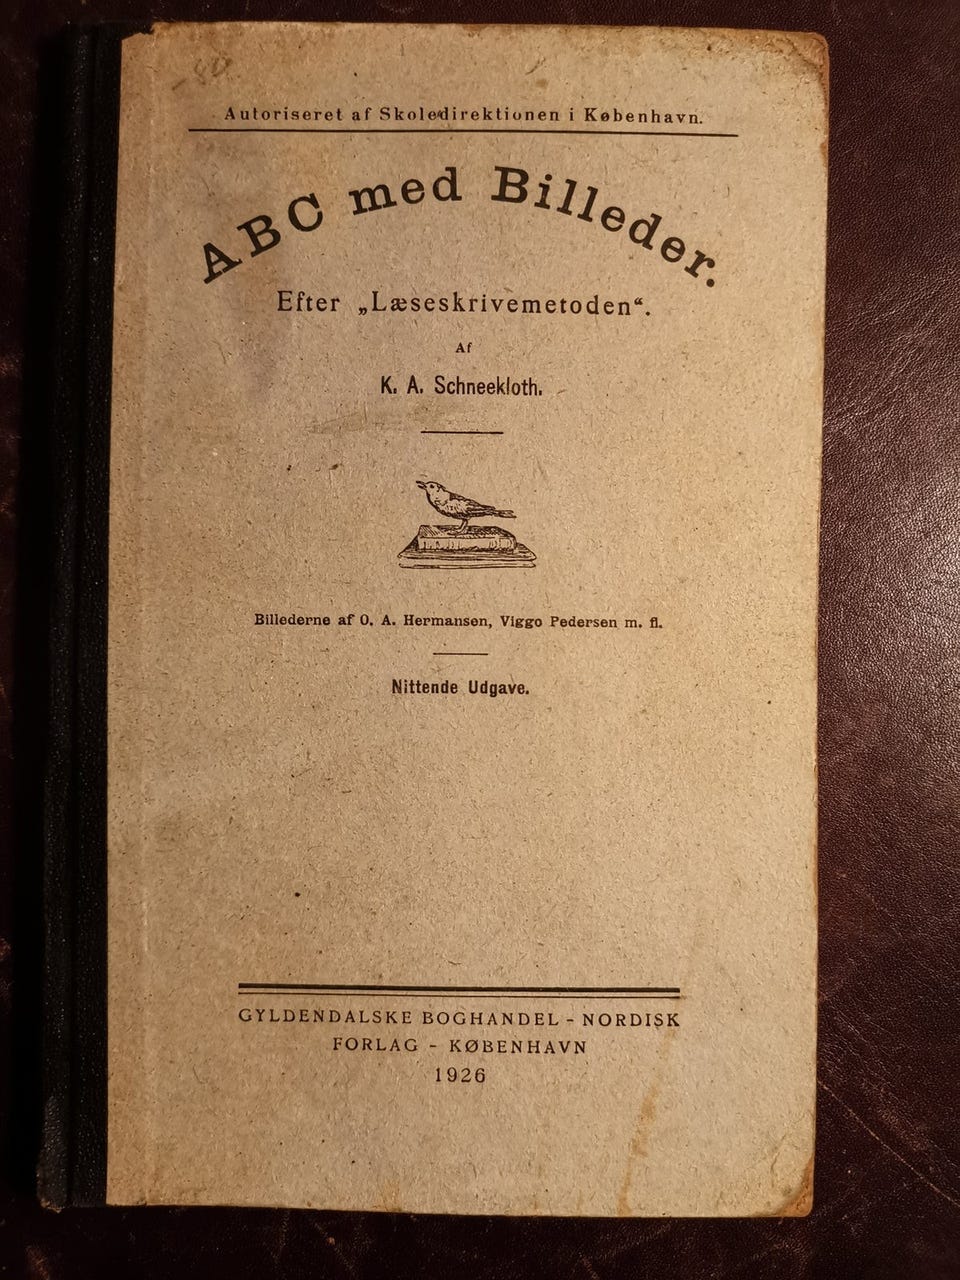 Autoriseret af Skoledirektionen i København.
ABC med Billeder.
Efter „Læseskrivemetoden“.
Af
K. A. Schneekloth.
Billederne af O. A. Hermansen, Viggo Pedersen m. fl.
Nittende Udgave.
GYLDENDALSKE BOGHANDEL - NORDISK
FORLAG - KØBENHAVN
1926